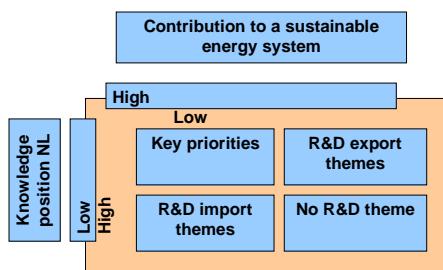 Contribution to a sustainable
energy system
High
Low
Knowledge
position NL
Low
High
Key priorities
R&D export
themes
R&D import
themes
No R&D theme